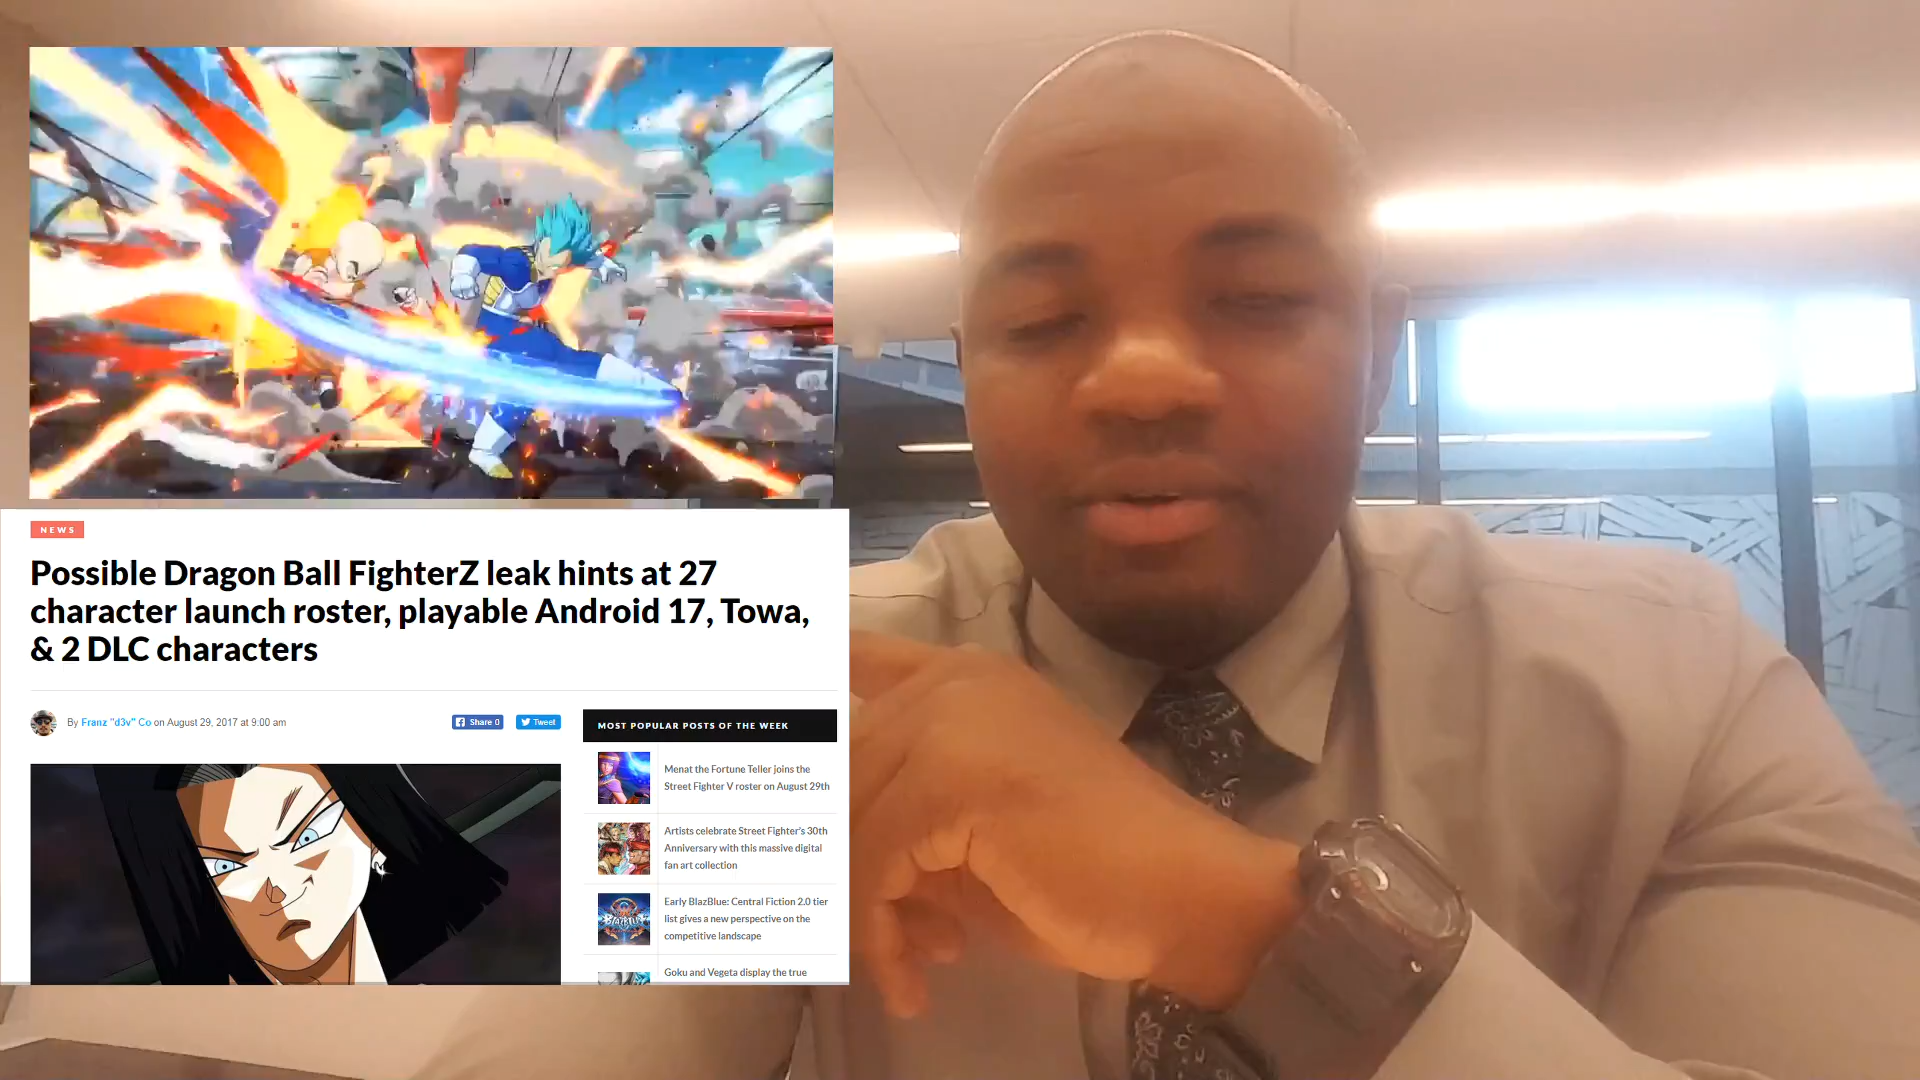 NEWS
Possible Dragon Ball FighterZ leak hints at 27
character launch roster, playable Android 17, Towa,
& 2 DLC characters
By Franz "d3v" Co on August 29, 2017 at 9:00 am
Share 0
Tweet
MOST POPULAR POSTS OF THE WEEK
Menat the Fortune Teller joins the
Street Fighter V roster on August 29th
Artists celebrate Street Fighter's 30th
Anniversary with this massive digital
fan art collection
Early BlazBlue: Central Fiction 2.0 tier
list gives a new perspective on the
competitive landscape
Goku and Vegeta display the true